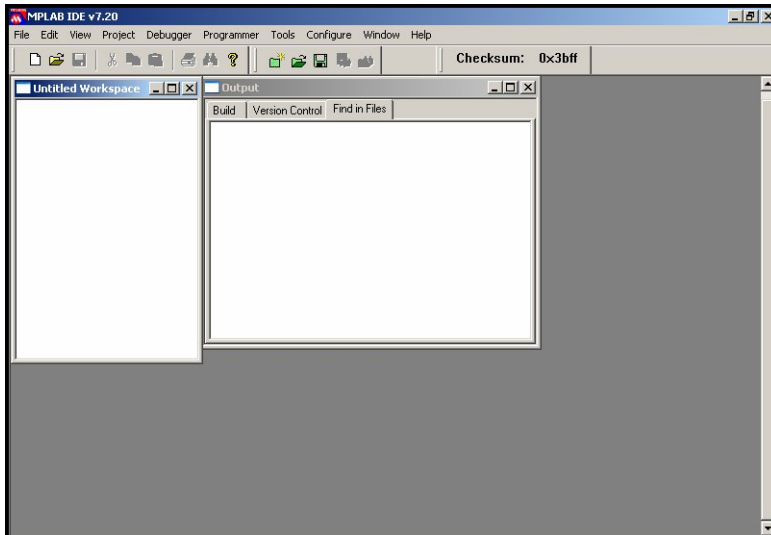 MPLAB IDE v7.20
File Edit View Project Debugger Programmer Tools Configure Window Help
Checksum: 0x3bff
Untitled Workspace
Output
Build Version Control Find in Files